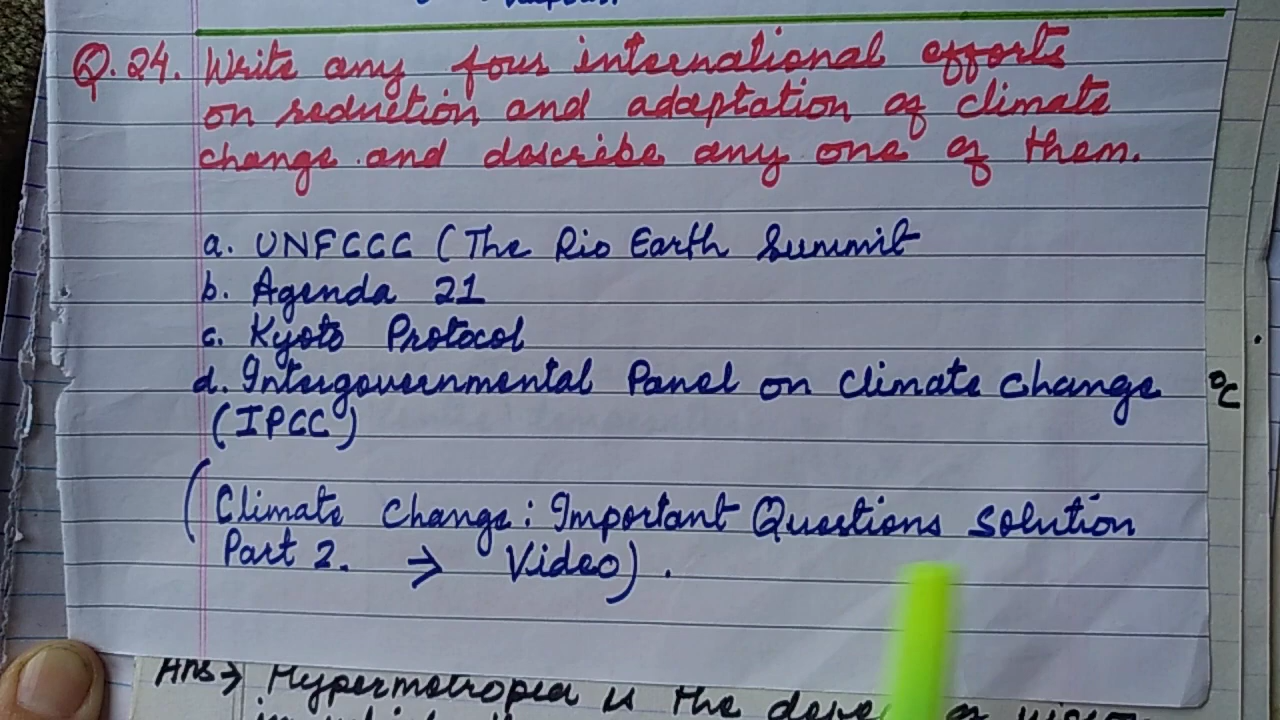 Q.24. Write any four international efforts
on reduction and adaptation of climate
change and describe any one of them.
a. UNFCCC (The Rio Earth Summit
b. Agenda 21
c. Kyoto Protocol
d. Intergovernmental Panel on Climate Change
(IPCC)
(Climate Change: Important Questions Solution
Part 2. → Video).
°C
Ans → Hypermetropia is the of vision